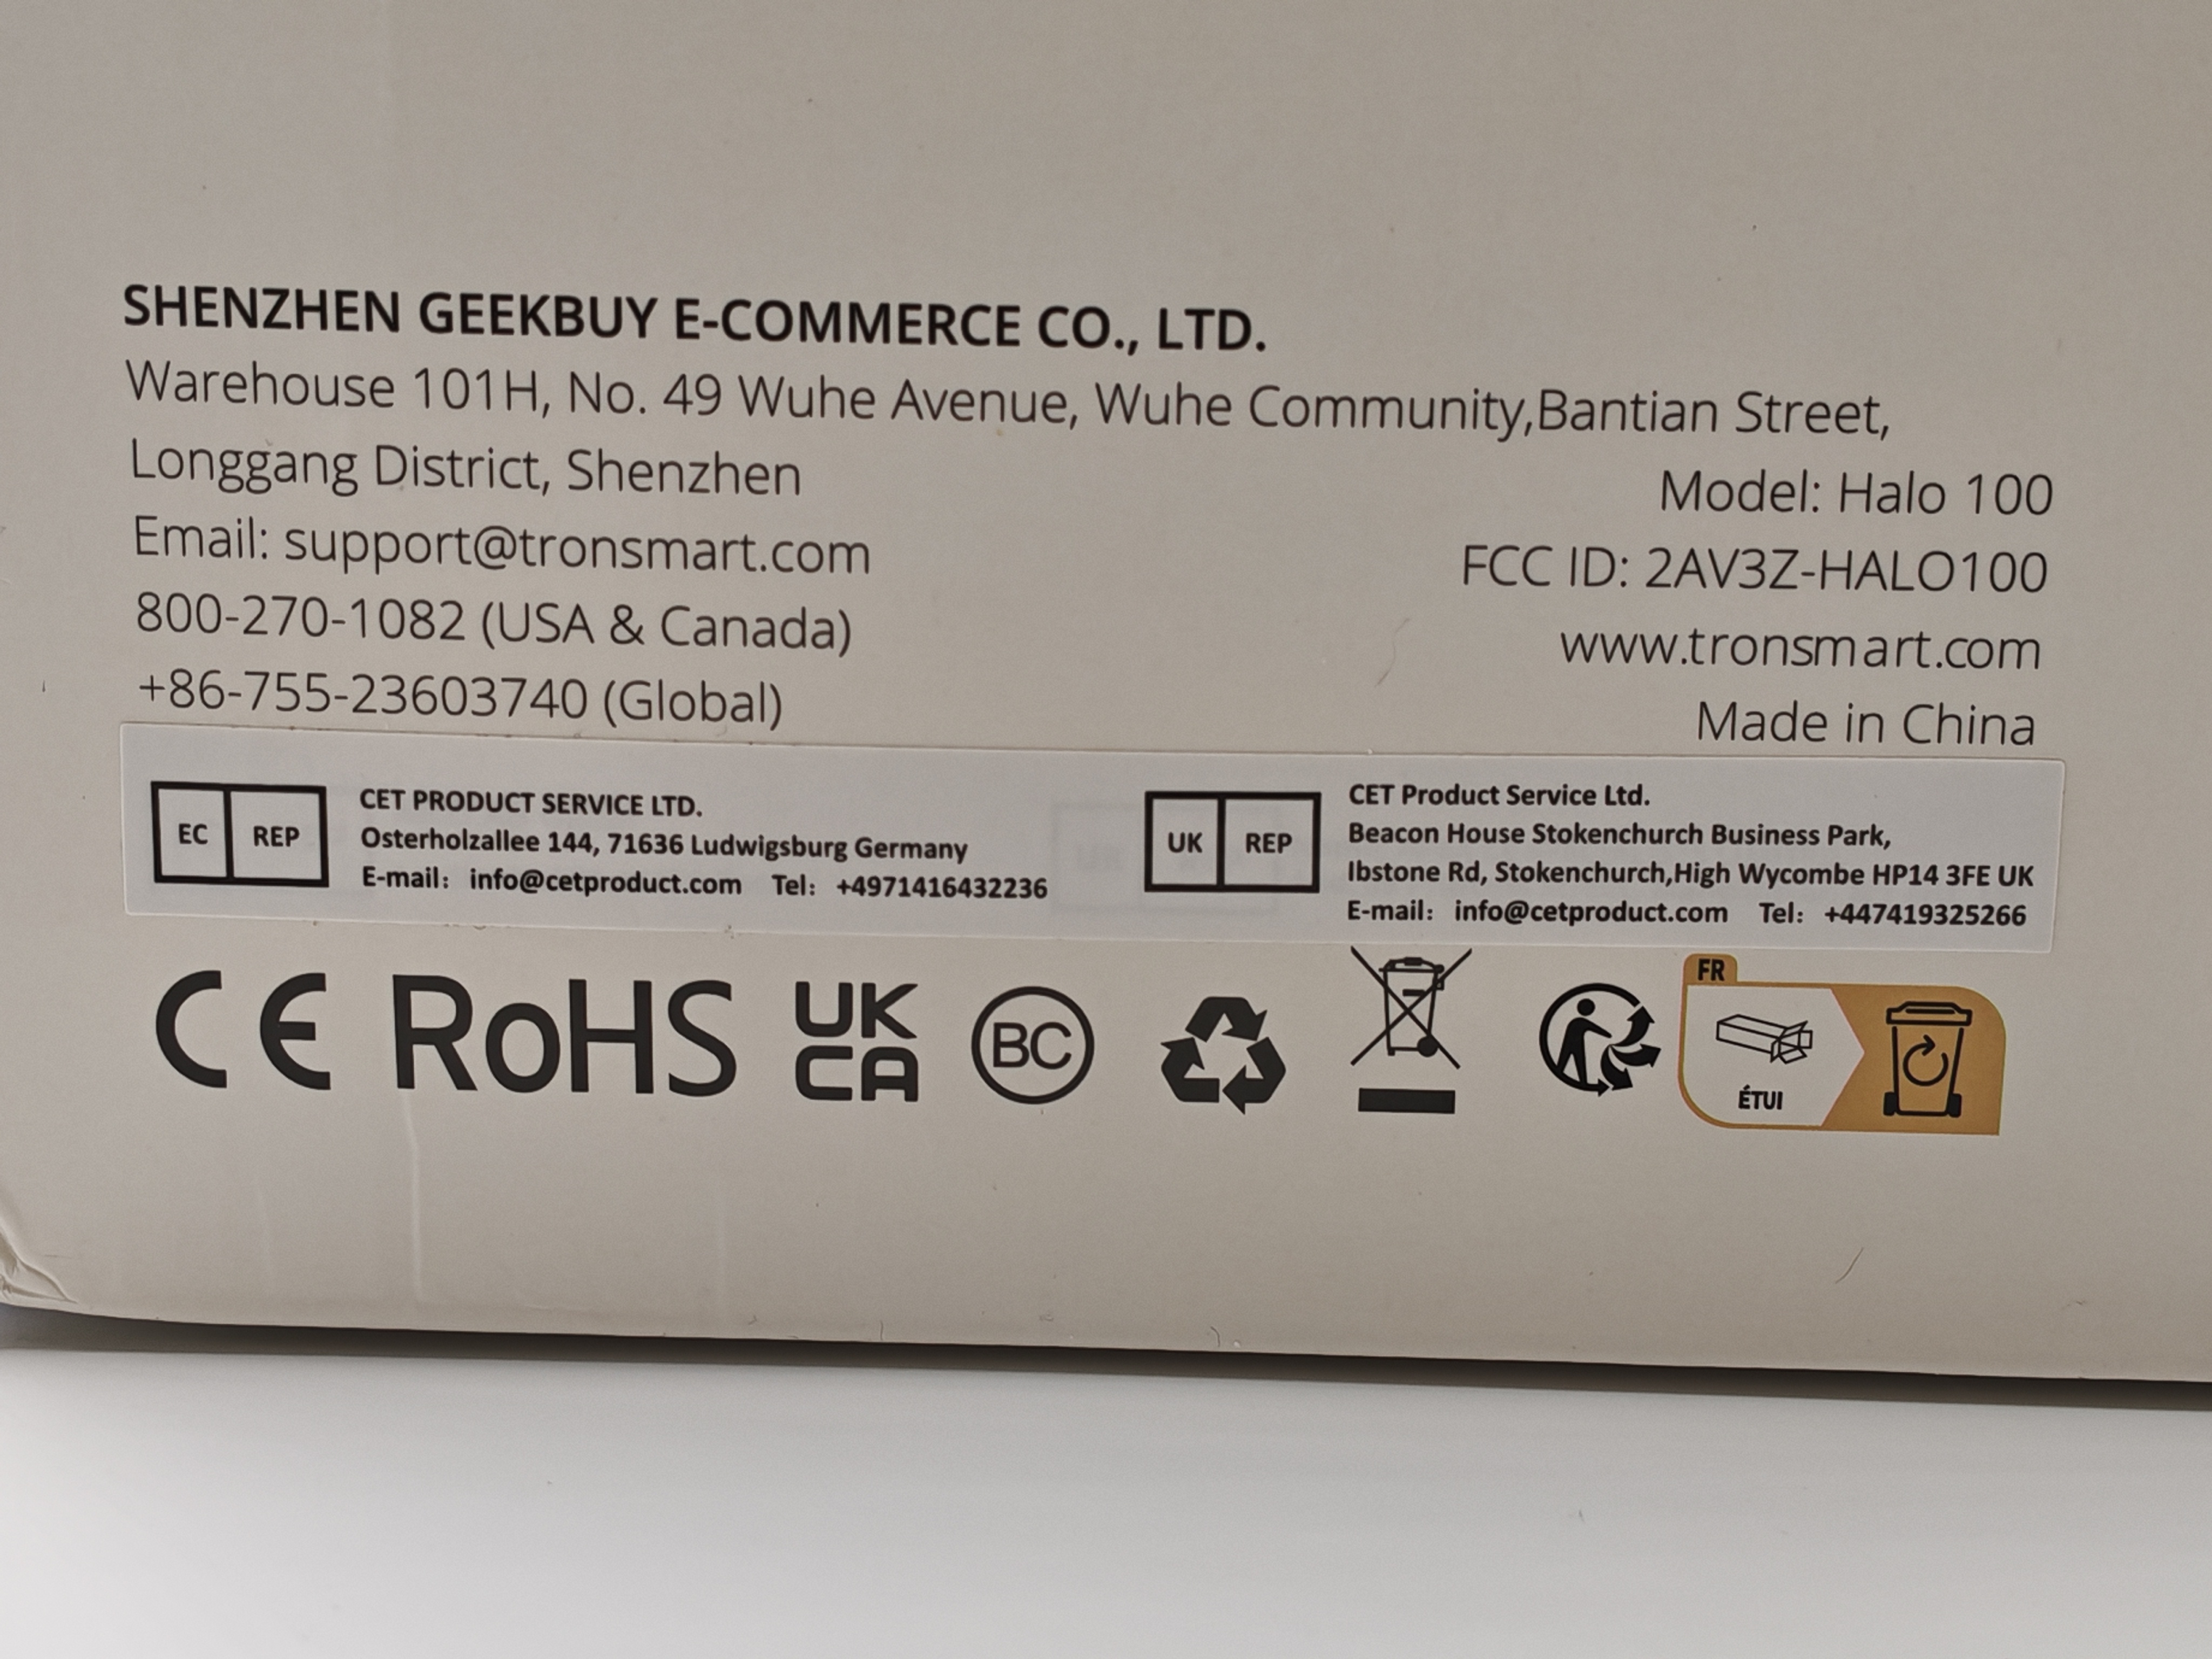 SHENZHEN GEEKBUY E-COMMERCE CO., LTD.
Warehouse 101H, No. 49 Wuhe Avenue, Wuhe Community,Bantian Street,
Longgang District, Shenzhen
Email: support@tronsmart.com
800-270-1082 (USA & Canada)
+86-755-23603740 (Global)
Model: Halo 100
FCC ID: 2AV3Z-HALO100
www.tronsmart.com
Made in China
EC REP
CET PRODUCT SERVICE LTD.
Osterholzallee 144, 71636 Ludwigsburg Germany
E-mail: info@cetproduct.com Tel: +4971416432236
UK REP
CET Product Service Ltd.
Beacon House Stokenchurch Business Park,
Ibstone Rd, Stokenchurch,High Wycombe HP14 3FE UK
E-mail: info@cetproduct.com Tel: +447419325266
CE RoHS
UK
CA
BC
FR
ÉTUI